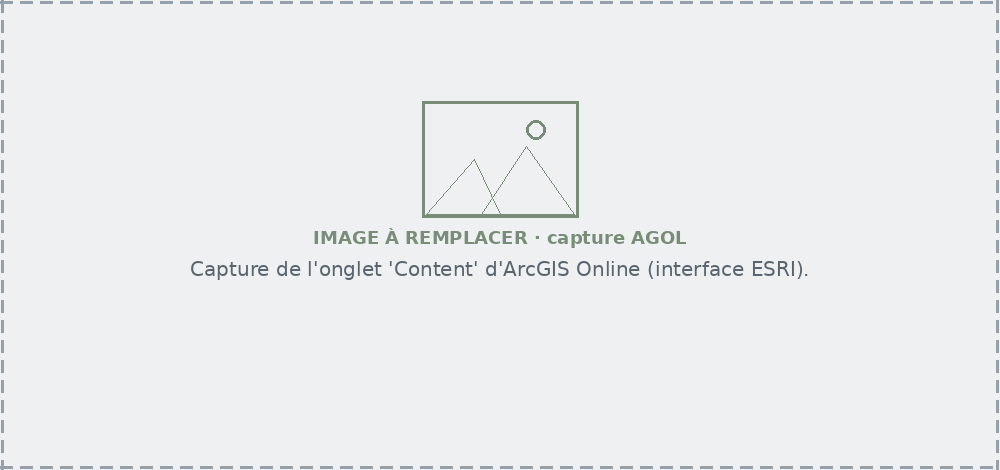 IMAGE À REMPLACER · capture AGOL
Capture de l'onglet 'Content' d'ArcGIS Online (interface ESRI).